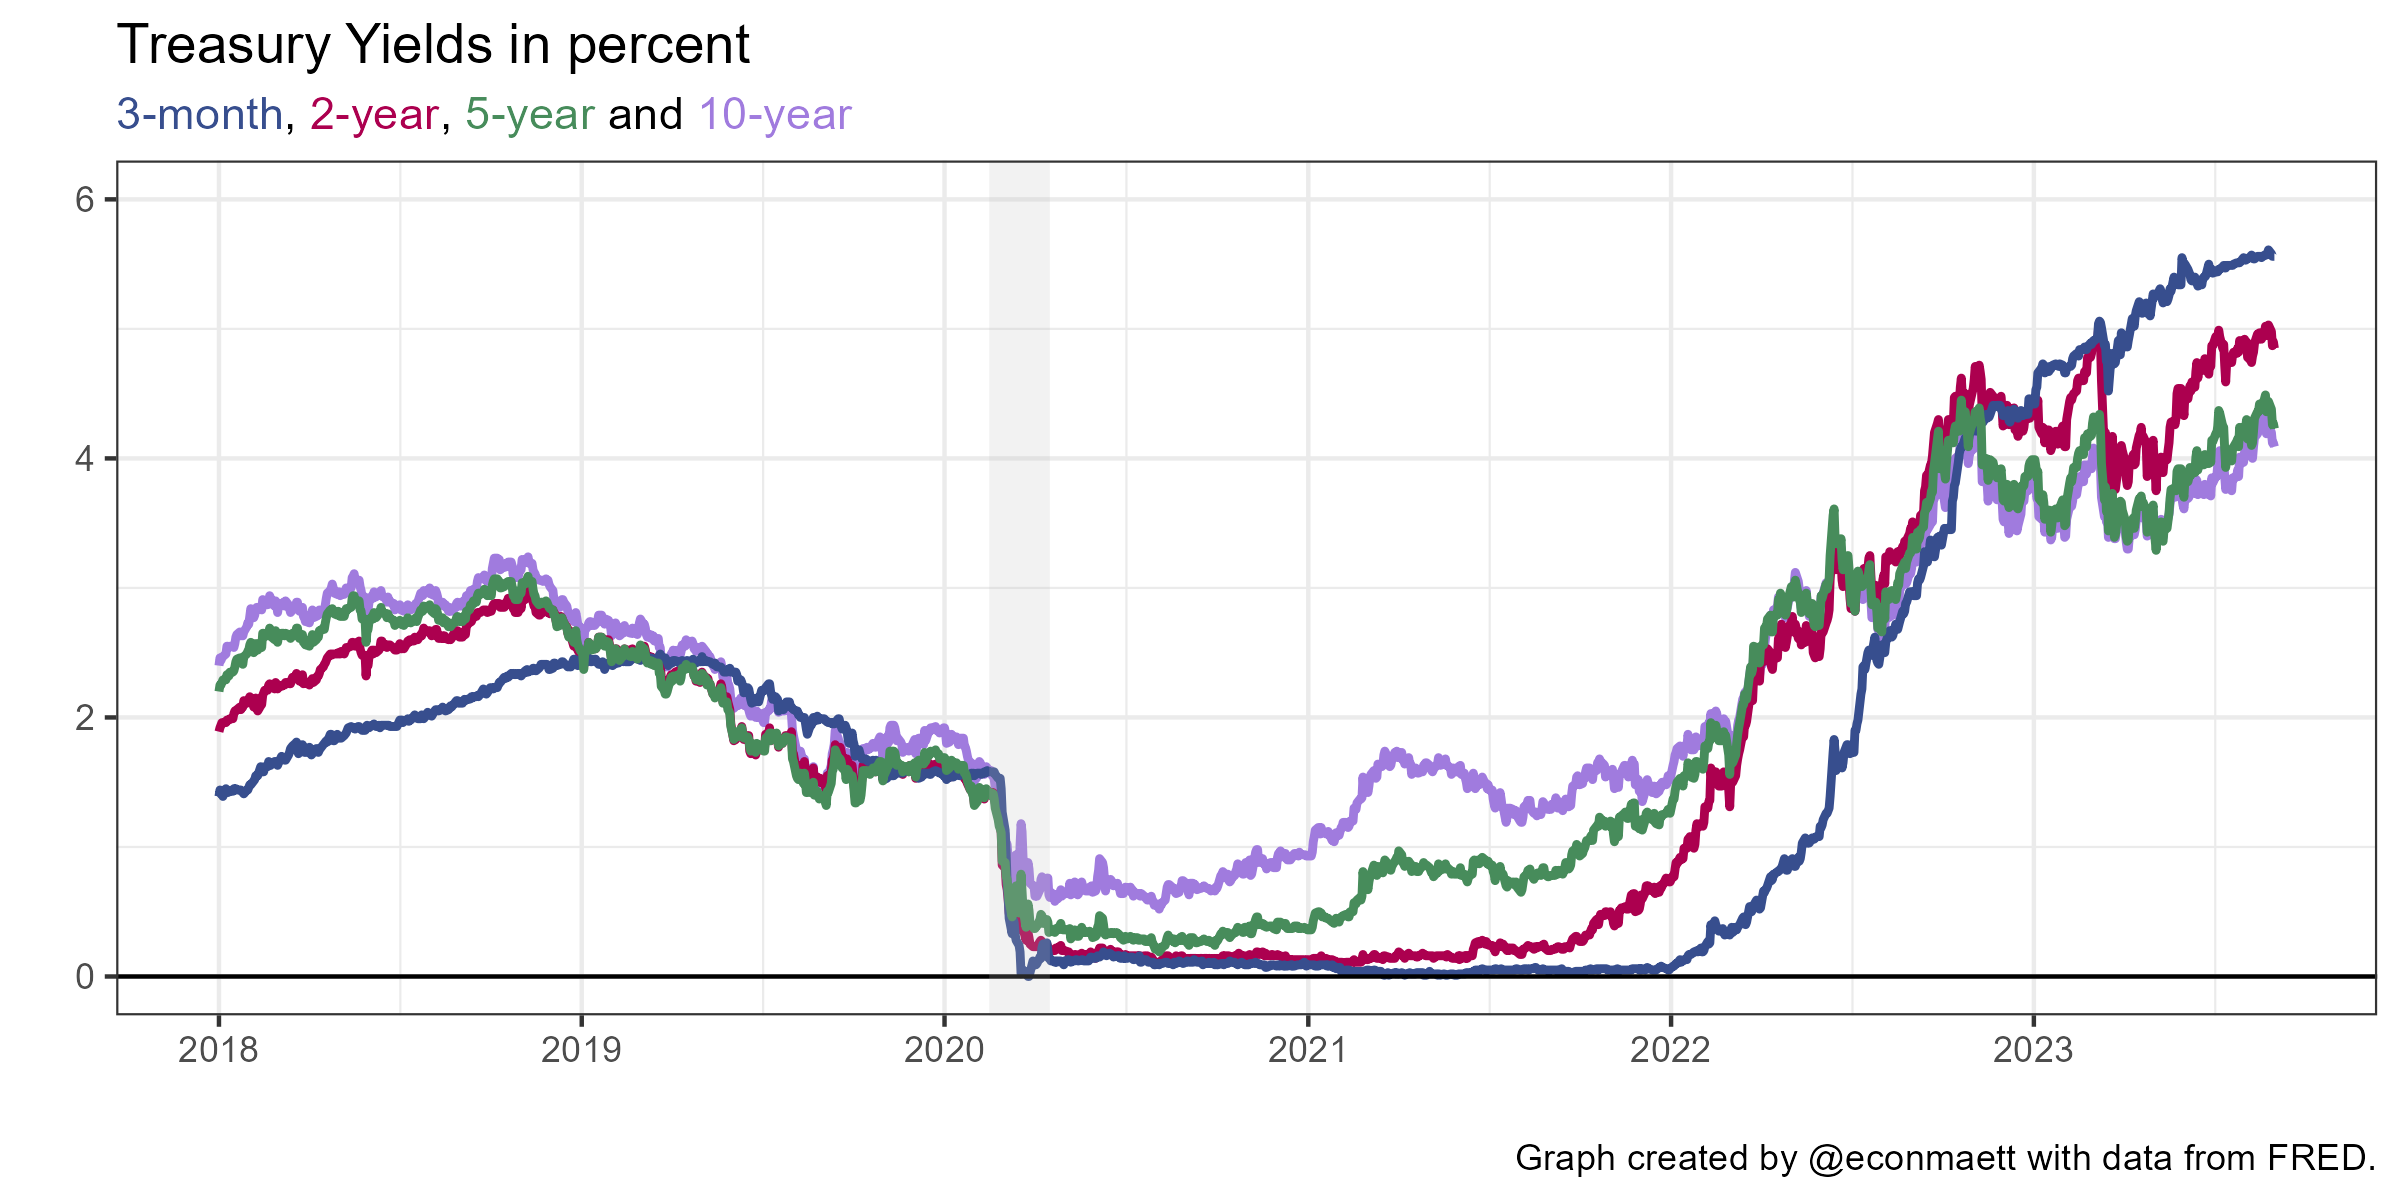 Treasury Yields in percent
3-month, 2-year, 5-year and 10-year
6
4
2
0
2018 2019 2020 2021 2022 2023
Graph created by @econmaett with data from FRED.